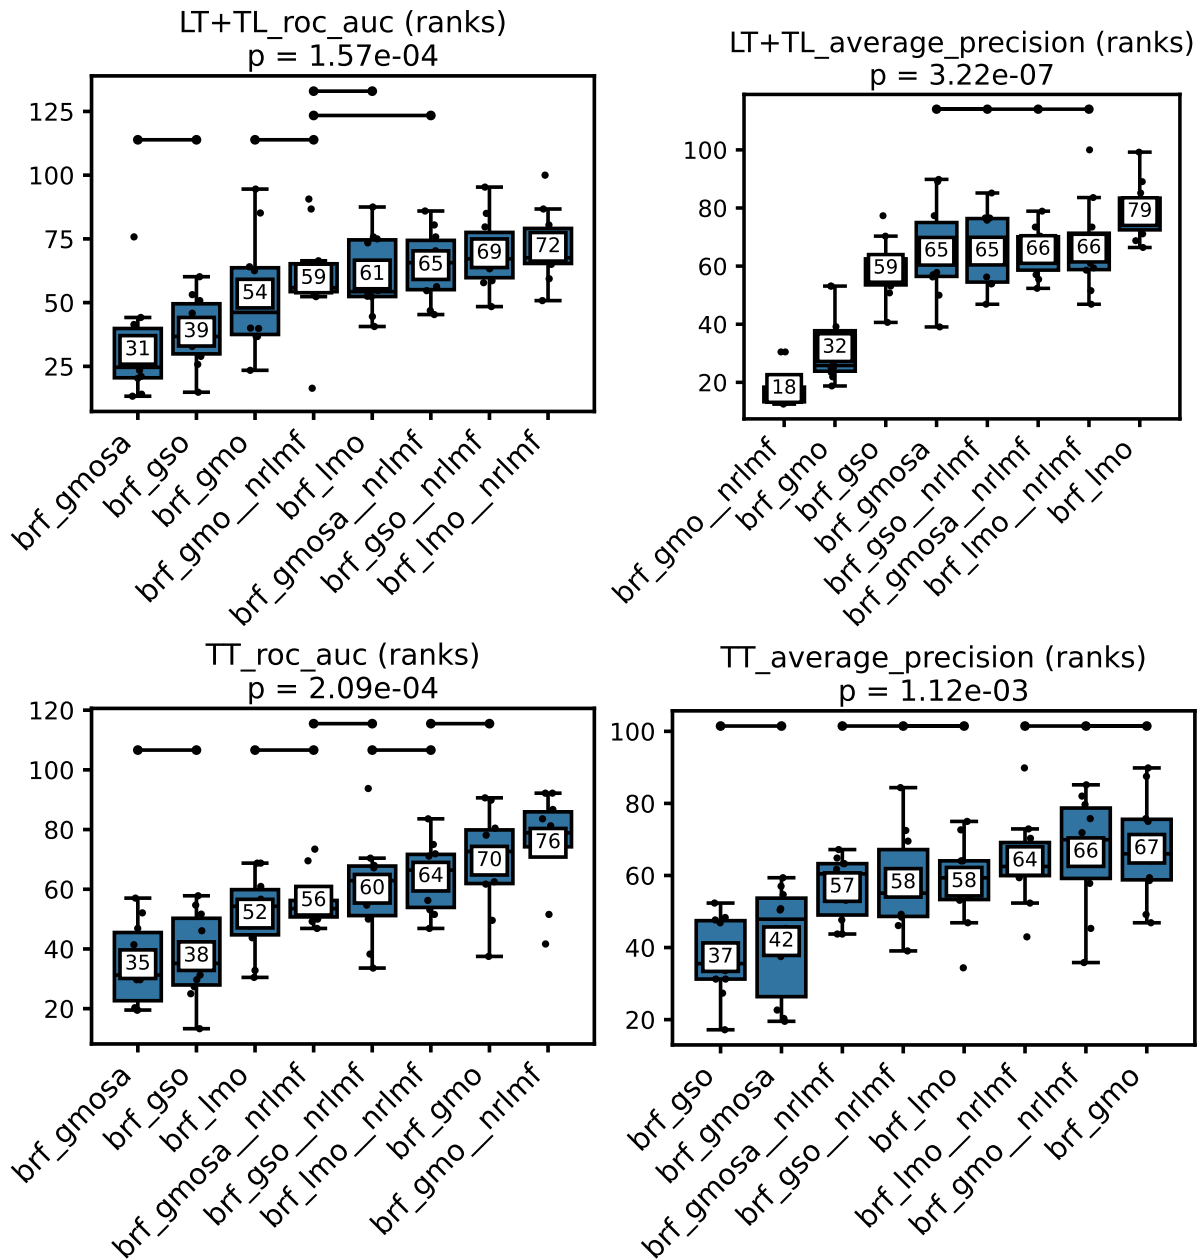 LT+TL_roc_auc (ranks)
p = 1.57e-04
125
100
75
50
25
31
39
54
59
61
65
69
72
brf_gmosa
brf_gso
brf_gmo
brf_gmo__nrlmf
brf_lmo
brf_gmosa__nrlmf
brf_gso__nrlmf
brf_lmo__nrlmf
LT+TL_average_precision (ranks)
p = 3.22e-07
100
80
60
40
20
18
32
59
65
65
66
66
79
brf_gmo__nrlmf
brf_gmo
brf_gso
brf_gmosa
brf_gso__nrlmf
brf_gmosa__nrlmf
brf_lmo__nrlmf
brf_lmo
TT_roc_auc (ranks)
p = 2.09e-04
120
100
80
60
40
20
35
38
52
56
60
64
70
76
brf_gmosa
brf_gso
brf_lmo
brf_gmosa__nrlmf
brf_gso__nrlmf
brf_lmo__nrlmf
brf_gmo
brf_gmo__nrlmf
TT_average_precision (ranks)
p = 1.12e-03
100
80
60
40
20
37
42
57
58
58
64
66
67
brf_gso
brf_gmosa
brf_gmosa__nrlmf
brf_gso__nrlmf
brf_lmo
brf_lmo__nrlmf
brf_gmo__nrlmf
brf_gmo